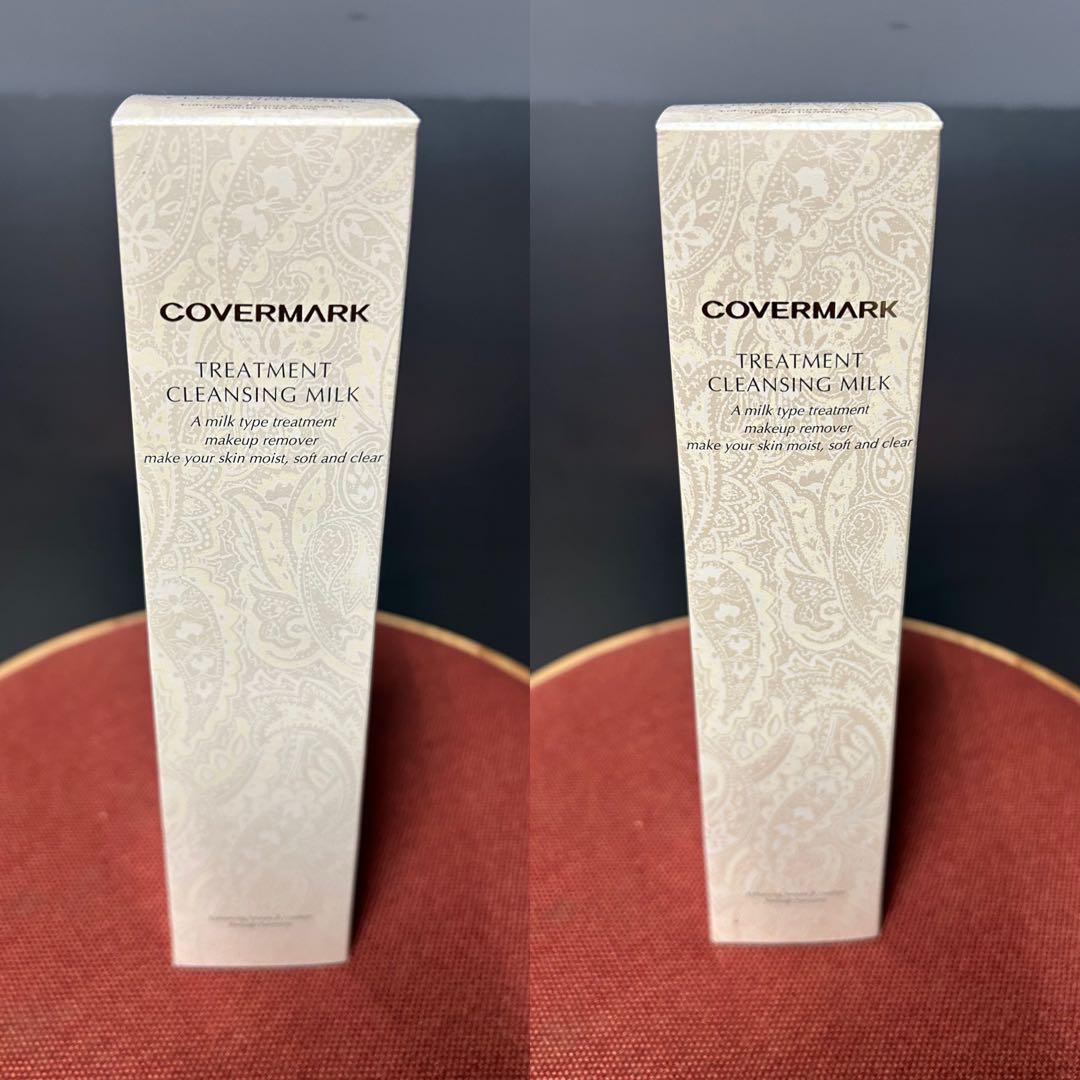 COVERMARK
TREATMENT
CLEANSING MILK
A milk type treatment
makeup remover
make your skin moist, soft and clear
COVERMARK
TREATMENT
CLEANSING MILK
A milk type treatment
makeup remover
make your skin moist, soft and clear